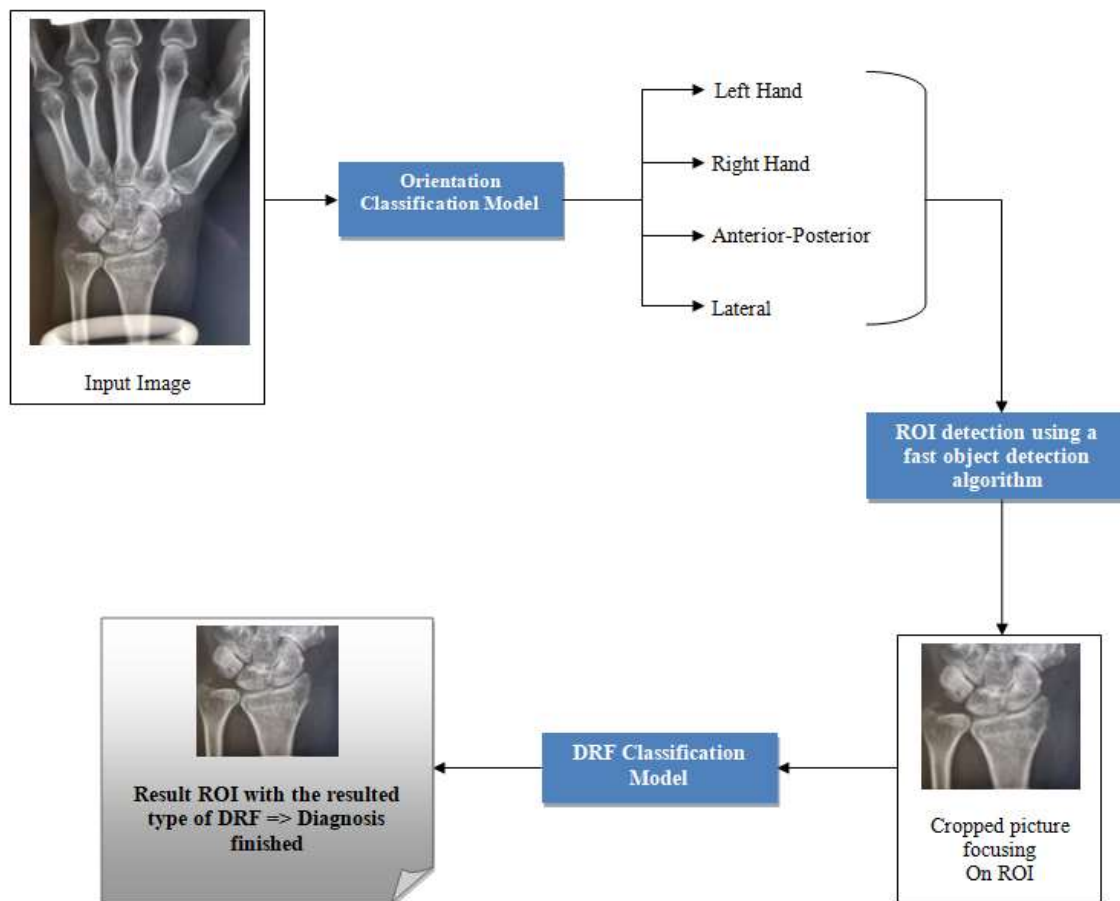 Input Image
Orientation
Classification Model
Left Hand
Right Hand
Anterior-Posterior
Lateral
ROI detection using a
fast object detection
algorithm
Cropped picture
focusing
On ROI
DRF Classification
Model
Result ROI with the resulted
type of DRF => Diagnosis
finished